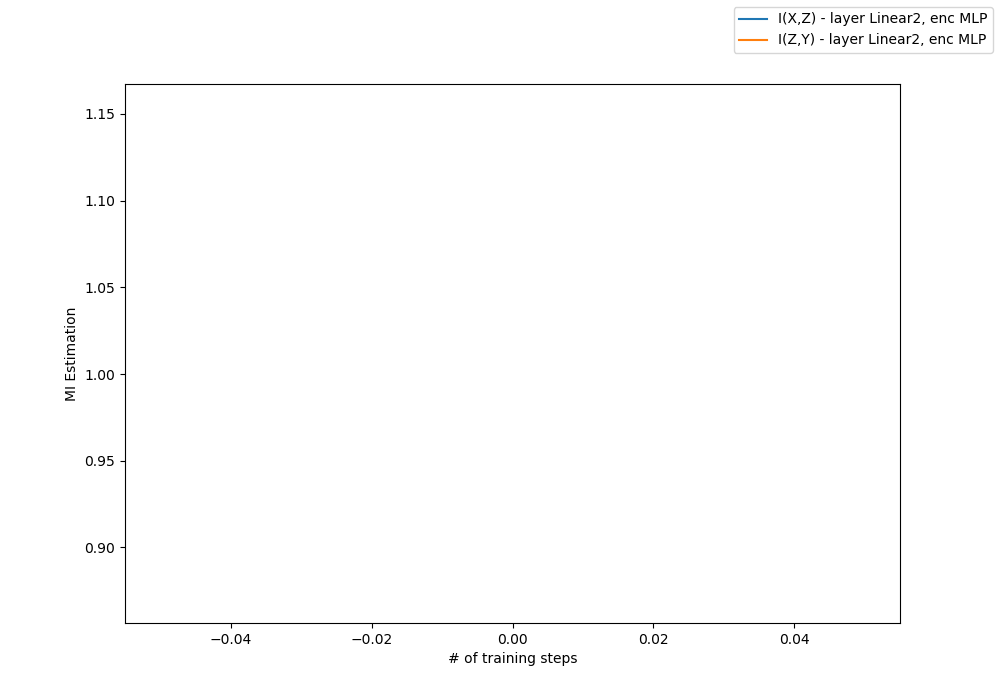 I(X,Z) - layer Linear2, enc MLP
I(Z,Y) - layer Linear2, enc MLP
1.15
1.10
1.05
1.00
0.95
0.90
MI Estimation
−0.04
−0.02
0.00
0.02
0.04
# of training steps